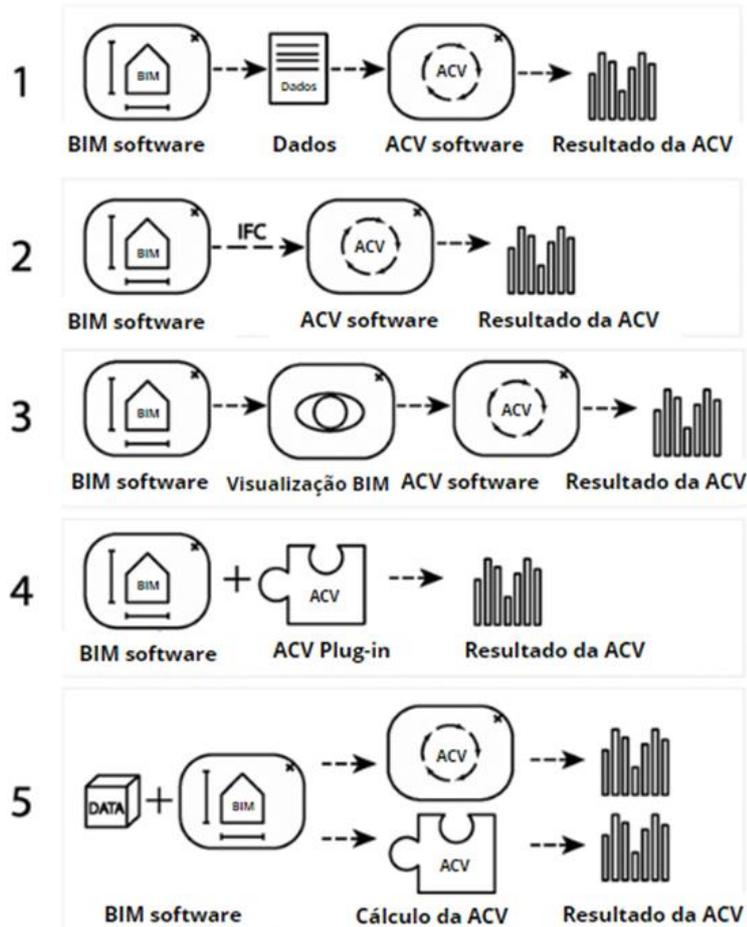 1
BIM
Dados
ACV
BIM software Dados ACV software Resultado da ACV
2
BIM
IFC
ACV
BIM software ACV software Resultado da ACV
3
BIM
ACV
BIM software Visualização BIM ACV software Resultado da ACV
4
BIM
ACV
BIM software ACV Plug-in Resultado da ACV
5
ACV
DATA
BIM
ACV
BIM software Cálculo da ACV Resultado da ACV